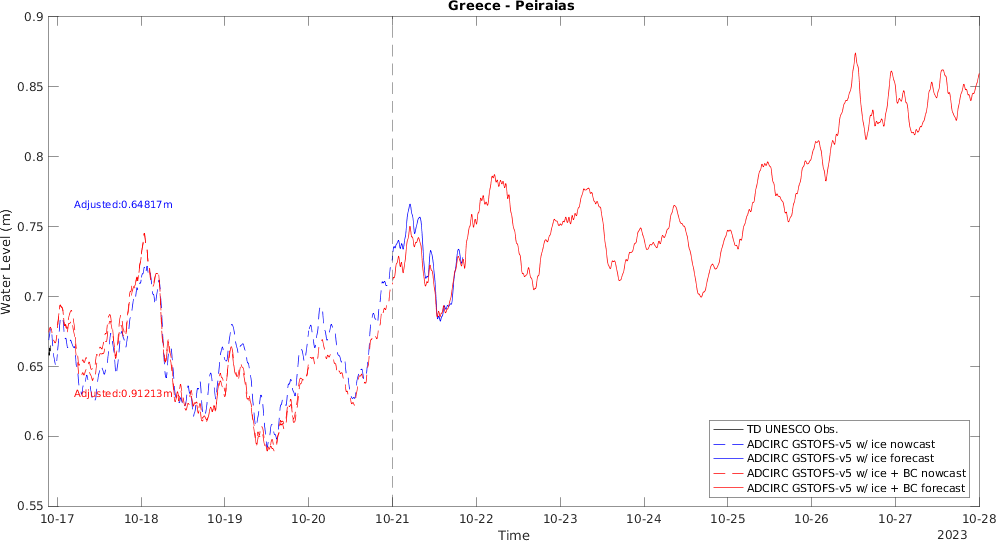 Greece - Peiraias
0.9
0.85
0.8
0.75
0.7
0.65
0.6
0.55
Water Level (m)
Adjusted:0.64817m
Adjusted:0.91213m
TD UNESCO Obs.
ADCIRC GSTOFS-v5 w/ ice nowcast
ADCIRC GSTOFS-v5 w/ ice forecast
ADCIRC GSTOFS-v5 w/ ice + BC nowcast
ADCIRC GSTOFS-v5 w/ ice + BC forecast
10-17 10-18 10-19 10-20 10-21 10-22 10-23 10-24 10-25 10-26 10-27 10-28
Time
2023